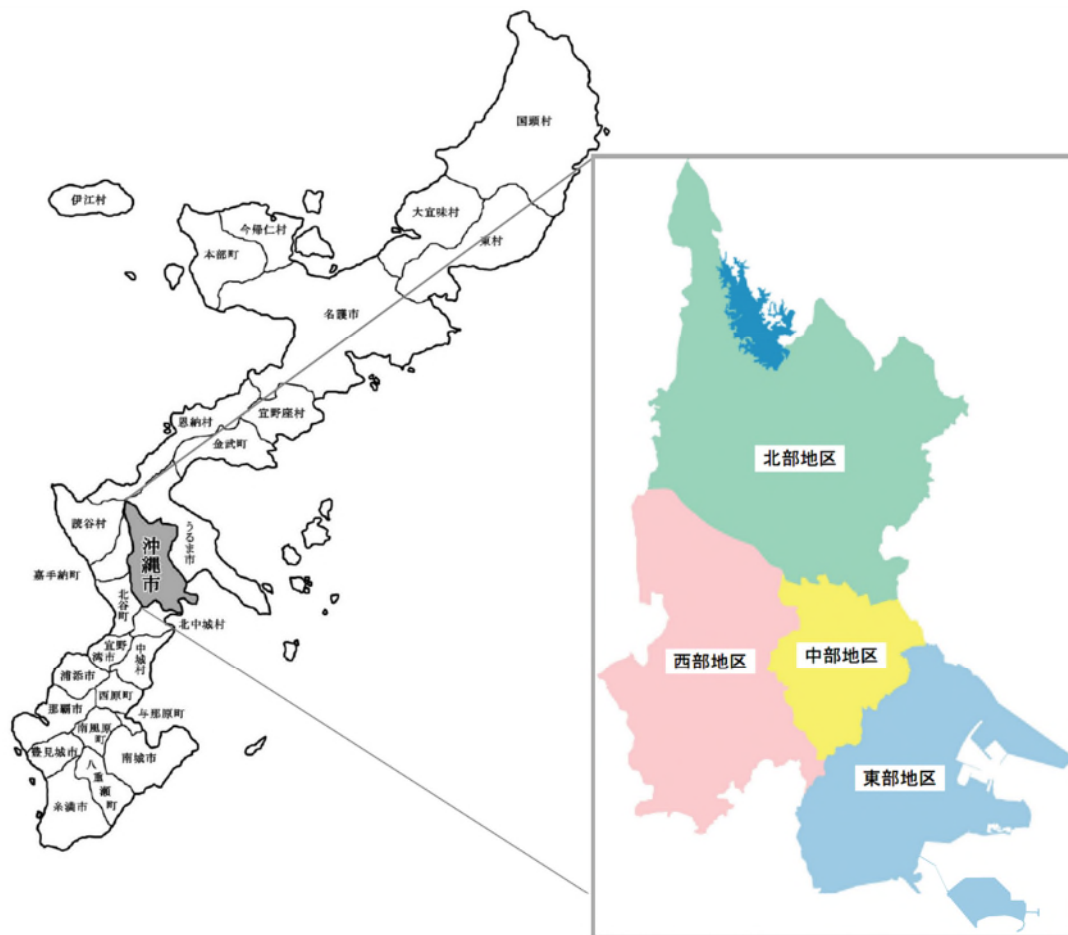 国頭村
伊江村
大宜味村
今帰仁村
本部町
東村
名護市
恩納村
宜野座村
金武町
読谷村
うるま市
沖縄市
嘉手納町
北谷町
北中城村
宜野
湾市
中城村
浦添市
西原町
那覇市
与那原町
南風原
町
豊見城市
南城市
八重瀬
町
糸満市
北部地区
西部地区
中部地区
東部地区